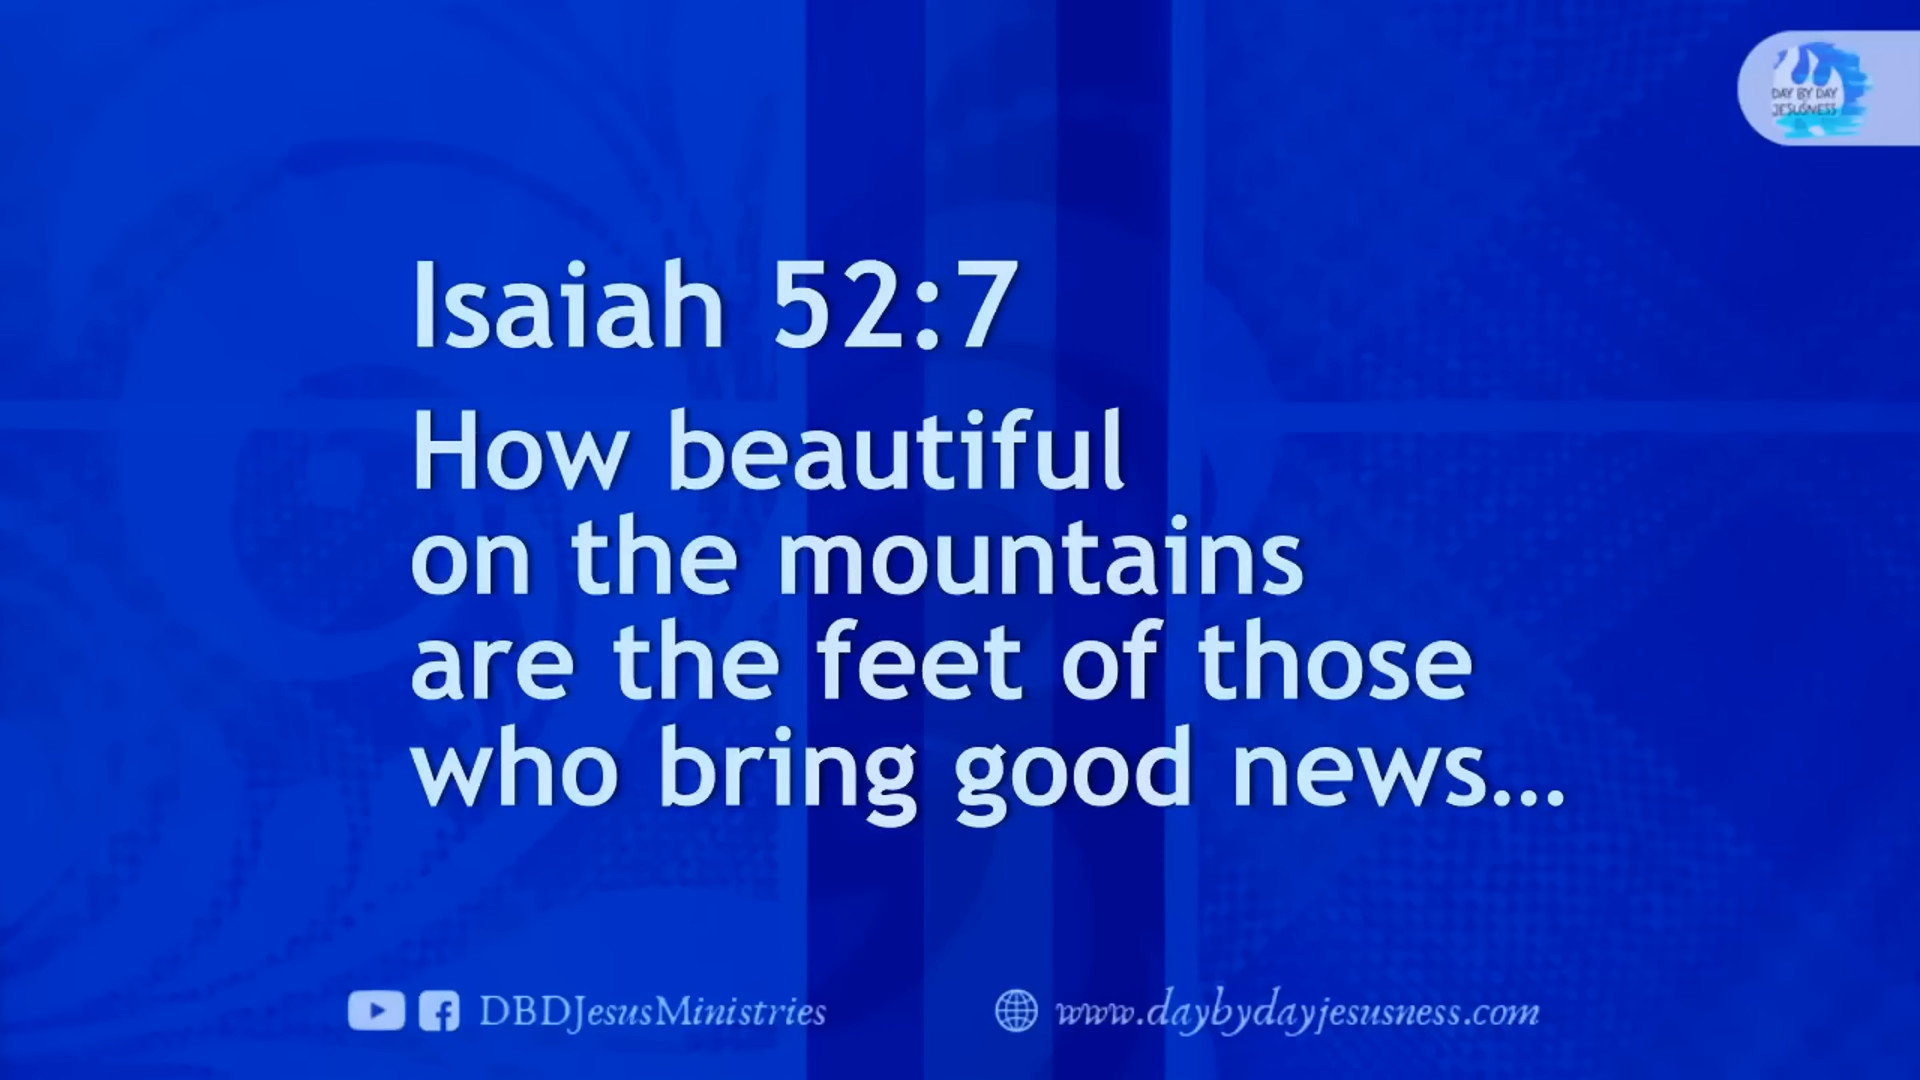 DAY BY DAY
JESUSNESS
Isaiah 52:7
How beautiful
on the mountains
are the feet of those
who bring good news...
DBDJesusMinistries
www.daybydayjesusness.com